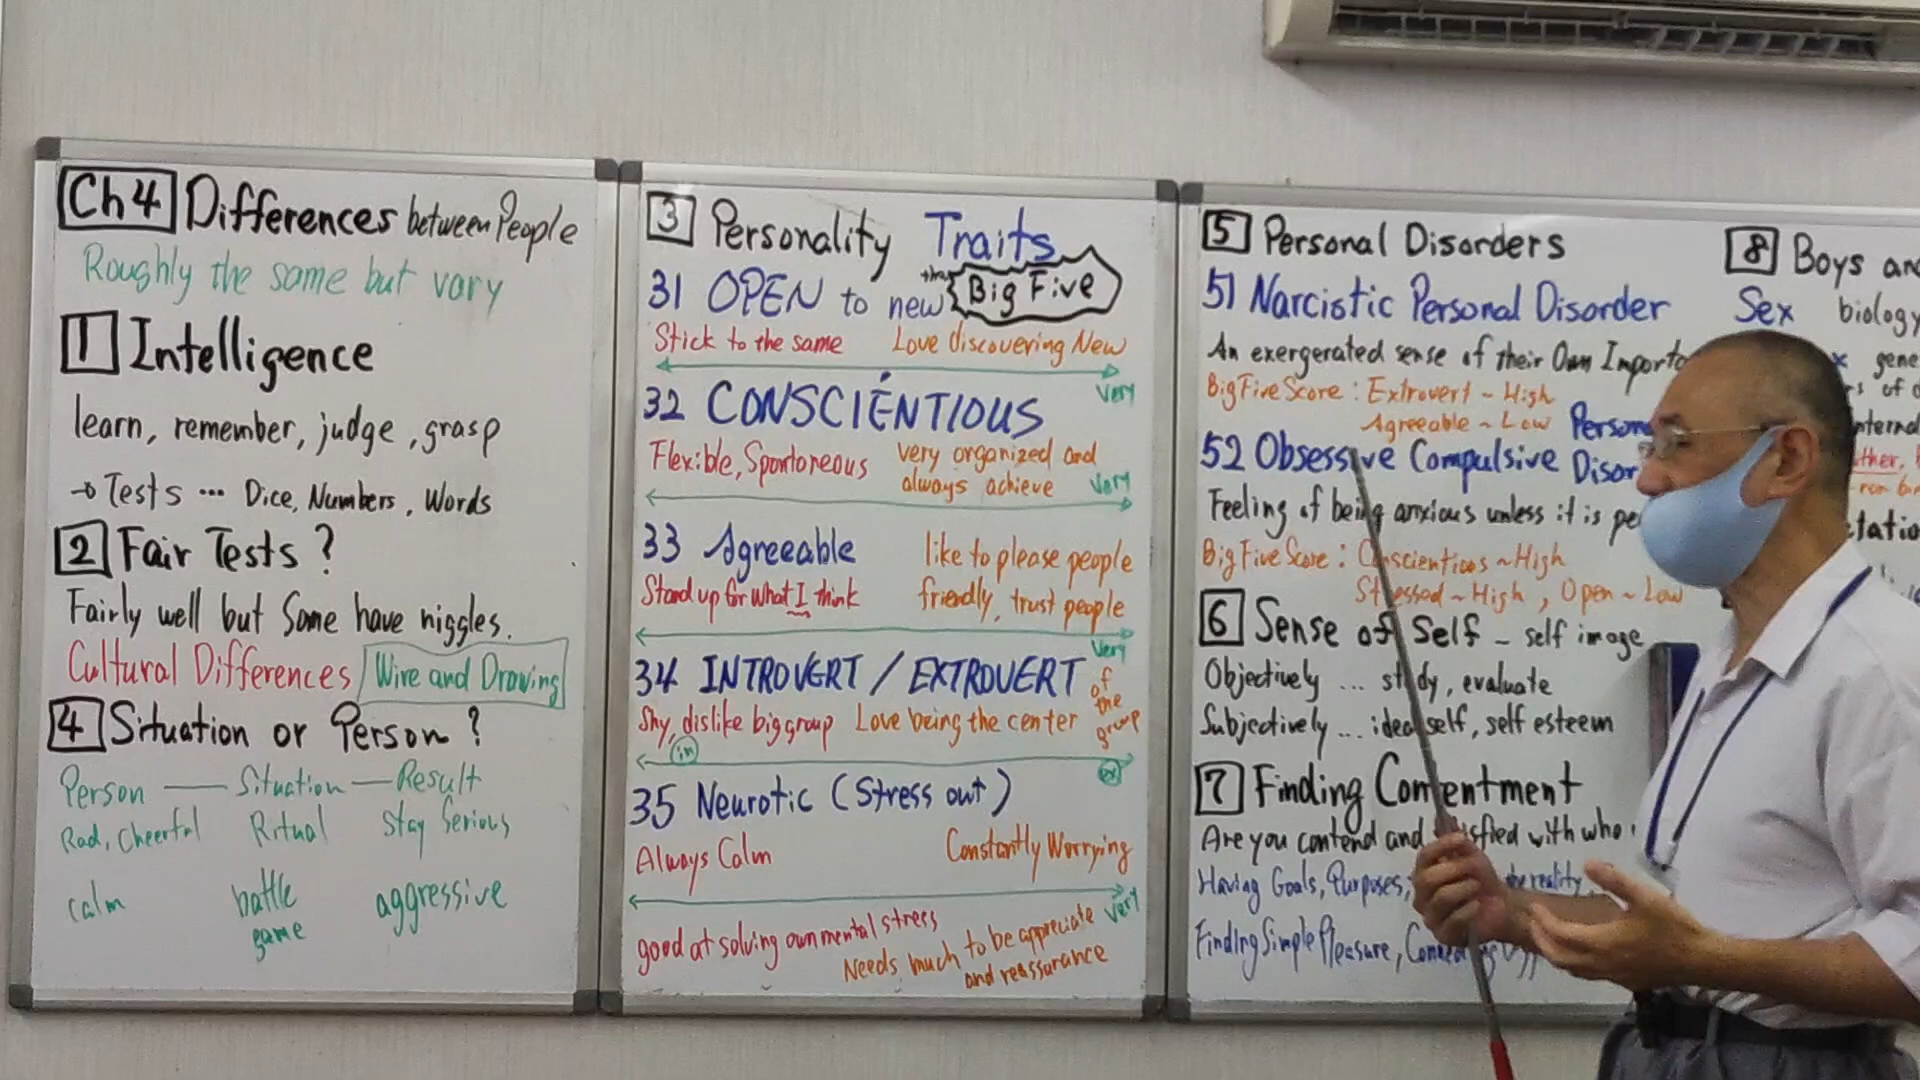 Ch4 Differences between People
Roughly the same but vary
1 Intelligence
learn, remember, judge, grasp
→ Tests ... Dice, Numbers, Words
2 Fair Tests?
Fairly well but Some have niggles.
Cultural Differences / Wire and Drawing
4 Situation or Person?
Person — Situation — Result
Rad, Cheerful Ritual Stay Serious
calm battle game aggressive
3 Personality Traits
the Big Five
31 OPEN to new
Stick to the same Love Discovering New
Very
32 CONSCIENTIOUS
Flexible, Spontoneous very organized and
always achieve Very
33 Agreeable like to please people
Stand up for what I think friendly, trust people
Very
34 INTROVERT / EXTROVERT
Shy, dislike big group Love being the center of the group
in ex
35 Neurotic (Stress out)
Always Calm Constantly Worrying
Very
good at solving own mental stress
Needs much to be appreciate
and reassurance
5 Personal Disorders
51 Narcistic Personal Disorder
An exergerated sense of their Own
Big Five Score : Extrovert ~ High
Agreeable ~ Low
52 Obsessive Compulsive
Feeling of being anxious unless it is
Big Five Score : Conscientious ~ High
Stressed ~ High, Open ~ Low
6 Sense of Self ~ self image
Objectively ... study, evaluate
Subjectively ... ideal self, self esteem
7 Finding Contentment
Are you contend and satisfied with who
Having Goals, Purposes, the reality
Finding Simple Pleasure,
8 Boys
Sex biology